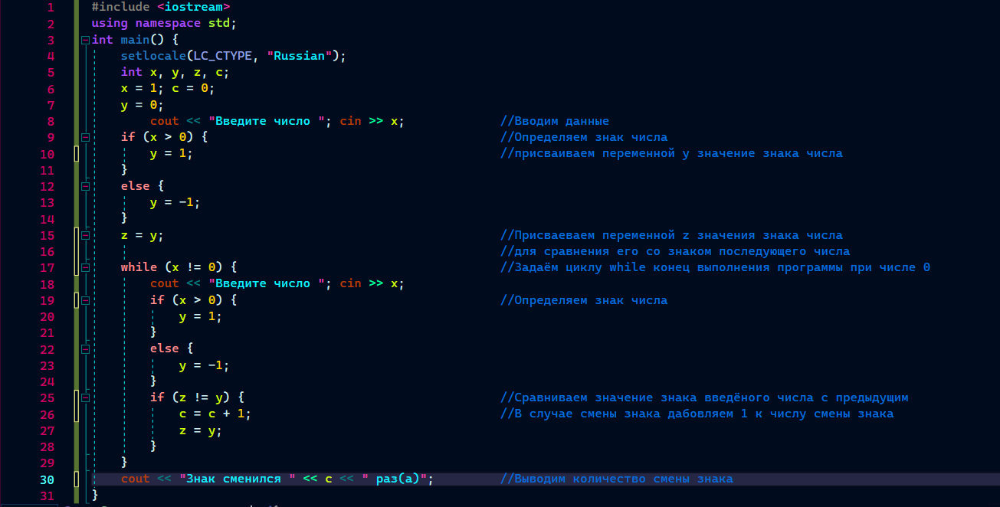 1 #include <iostream>
2 using namespace std;
3 int main() {
4 setlocale(LC_CTYPE, "Russian");
5 int x, y, z, c;
6 x = 1; c = 0;
7 y = 0;
8 cout << "Введите число "; cin >> x; //Вводим данные
9 if (x > 0) { //Определяем знак числа
10 y = 1; //присваиваем переменной y значение знака числа
11 }
12 else {
13 y = -1;
14 }
15 z = y; //Присваеваем переменной z значения знака числа
16 //для сравнения его со знаком последующего числа
17 while (x != 0) { //Задаём циклу while конец выполнения программы при числе 0
18 cout << "Введите число "; cin >> x;
19 if (x > 0) { //Определяем знак числа
20 y = 1;
21 }
22 else {
23 y = -1;
24 }
25 if (z != y) { //Сравниваем значение знака введёного числа с предыдущим
26 c = c + 1; //В случае смены знака дабовляем 1 к числу смены знака
27 z = y;
28 }
29 }
30 cout << "Знак сменился " << c << " раз(а)"; //Выводим количество смены знака
31 }